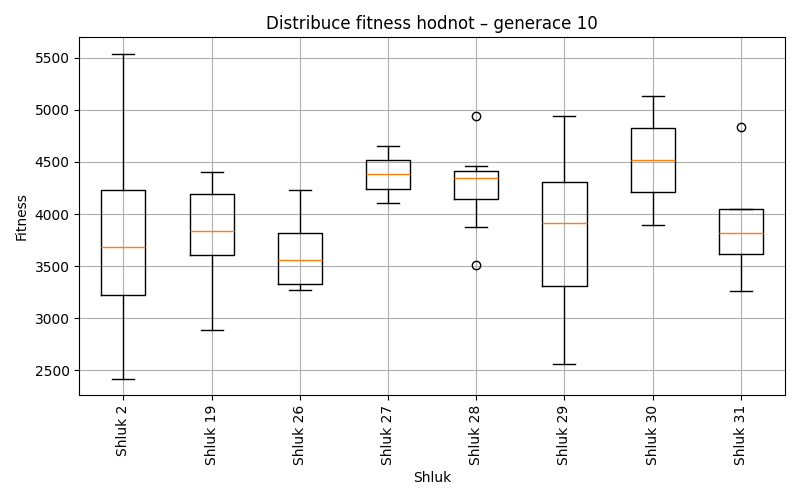 Distribuce fitness hodnot – generace 10
5500
5000
4500
4000
3500
3000
2500
Fitness
Shluk 2
Shluk 19
Shluk 26
Shluk 27
Shluk 28
Shluk 29
Shluk 30
Shluk 31
Shluk